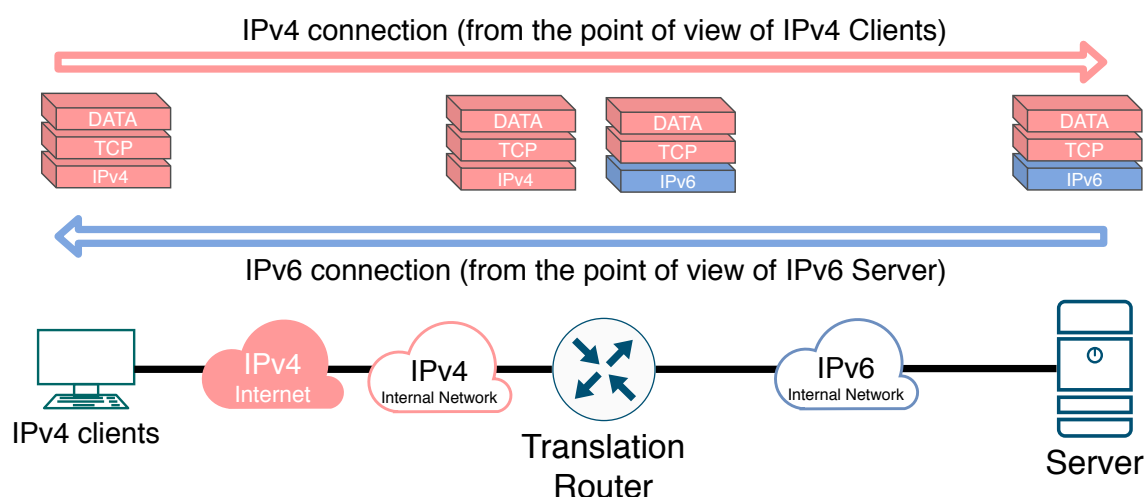 IPv4 connection (from the point of view of IPv4 Clients)
DATA
TCP
IPv4
DATA
TCP
IPv4
DATA
TCP
IPv6
DATA
TCP
IPv6
IPv6 connection (from the point of view of IPv6 Server)
IPv4 clients
IPv4
Internet
IPv4
Internal Network
Translation
Router
IPv6
Internal Network
Server